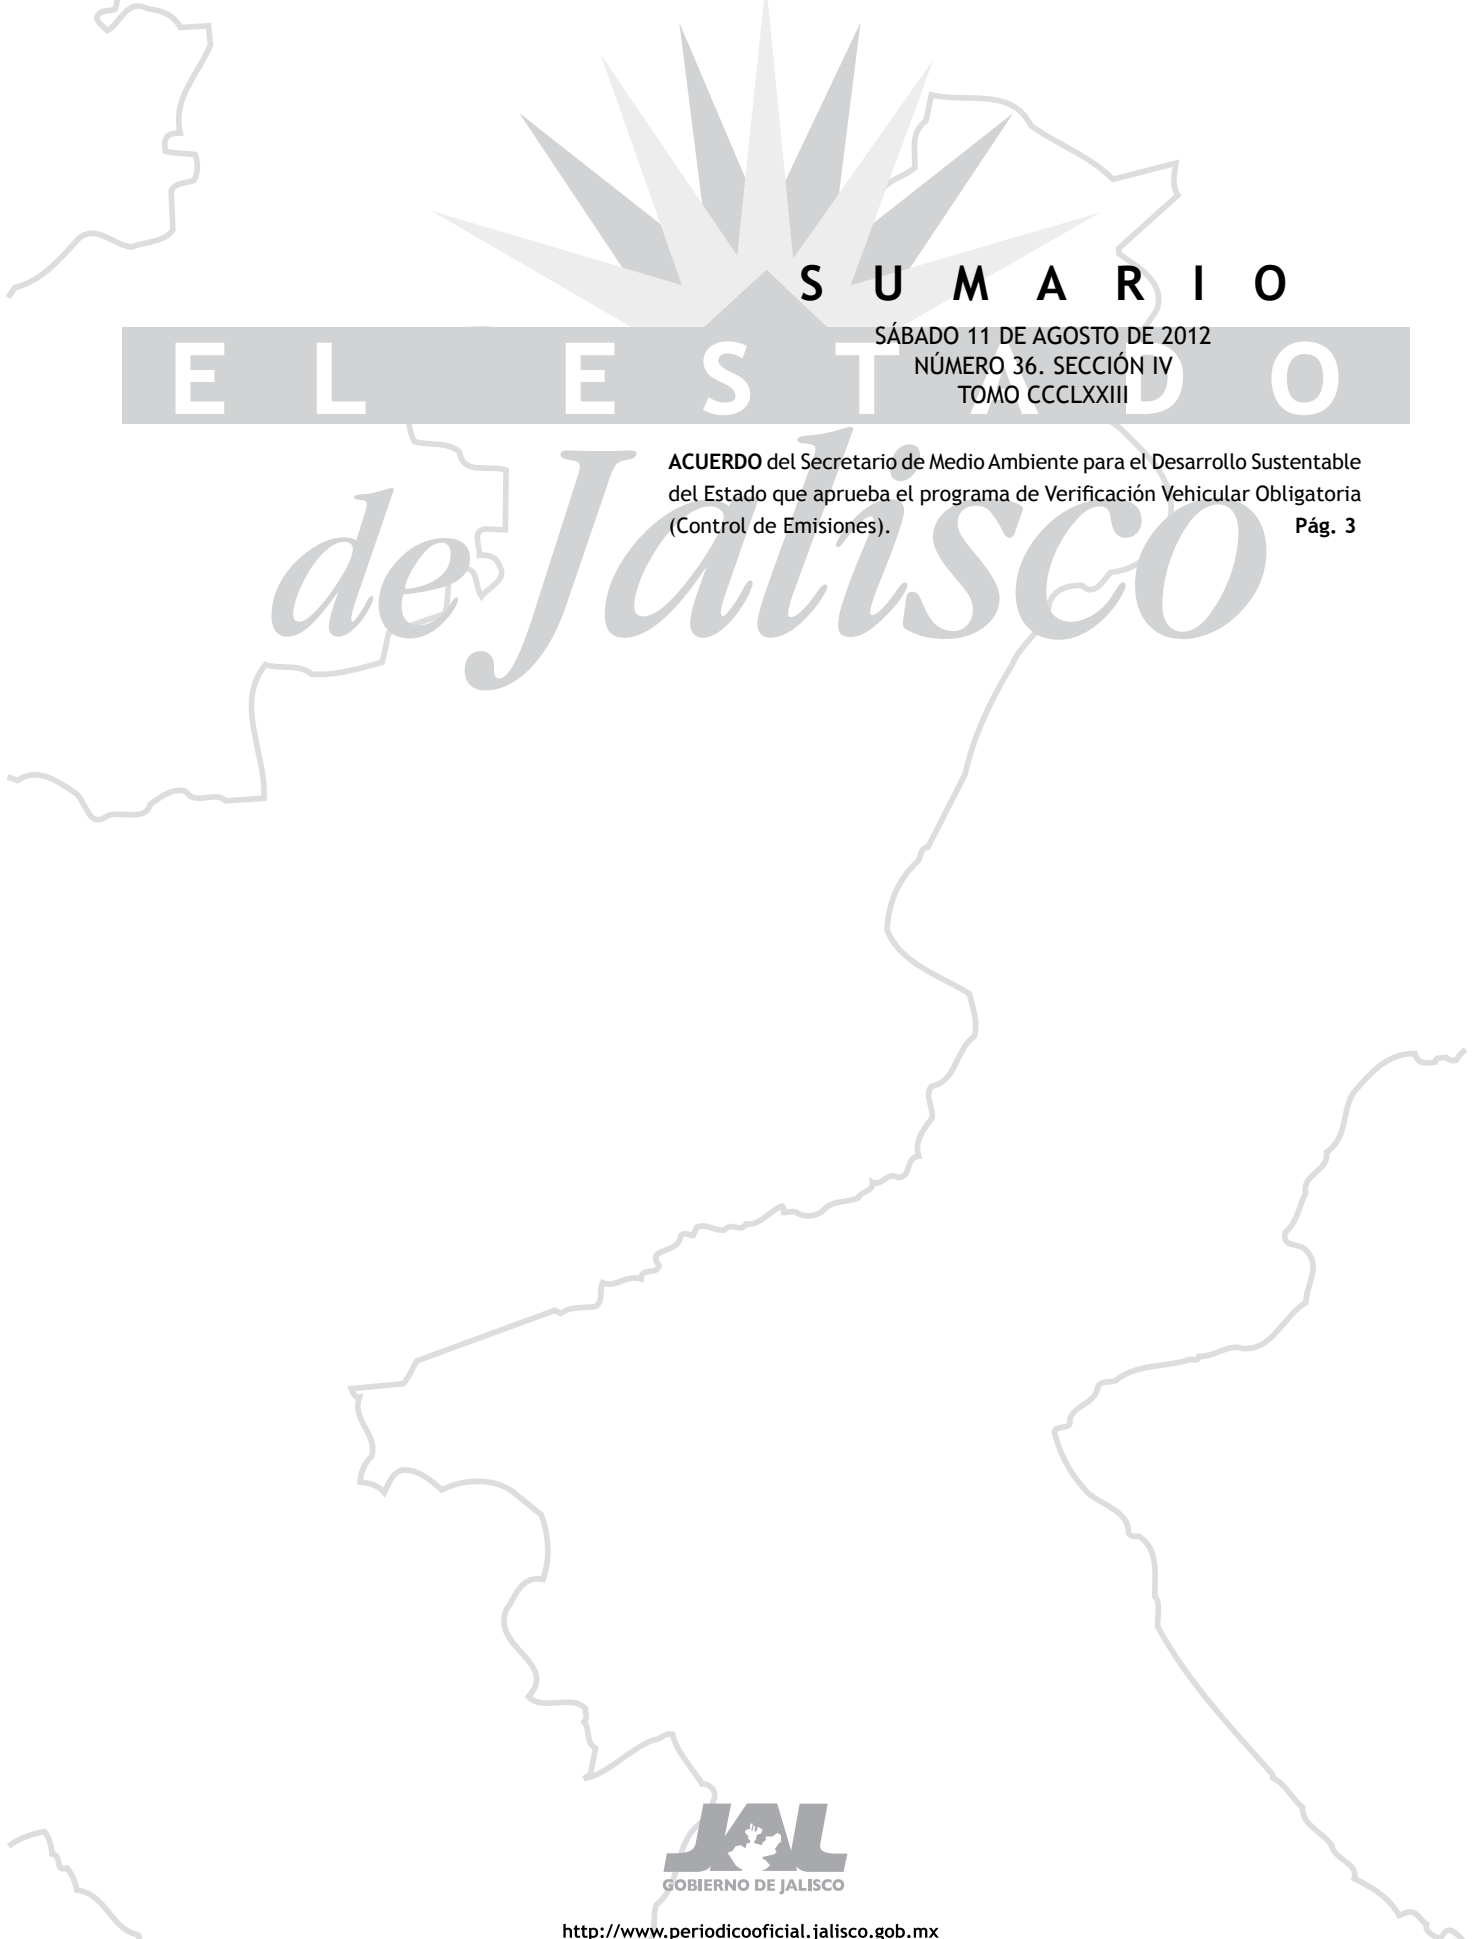 S U M A R I O
SÁBADO 11 DE AGOSTO DE 2012
NÚMERO 36. SECCIÓN IV
TOMO CCCLXXIII
EL ESTADO
de Jalisco
ACUERDO del Secretario de Medio Ambiente para el Desarrollo Sustentable
del Estado que aprueba el programa de Verificación Vehicular Obligatoria
(Control de Emisiones). Pág. 3
JAL
GOBIERNO DE JALISCO
http://www.periodicooficial.jalisco.gob.mx